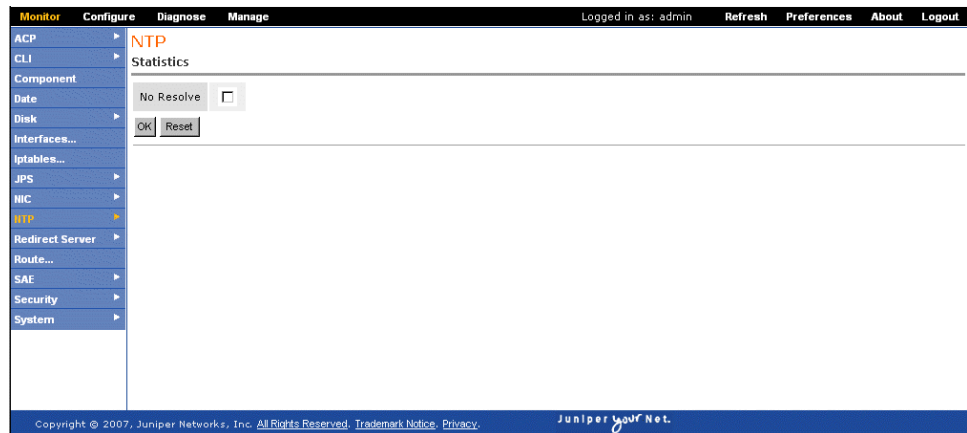 Monitor Configure Diagnose Manage Logged in as: admin Refresh Preferences About Logout
ACP
CLI
Component
Date
Disk
Interfaces...
Iptables...
JPS
NIC
NTP
Redirect Server
Route...
SAE
Security
System
NTP
Statistics
No Resolve
OK Reset
Copyright © 2007, Juniper Networks, Inc. All Rights Reserved. Trademark Notice. Privacy.
Juniper your Net.